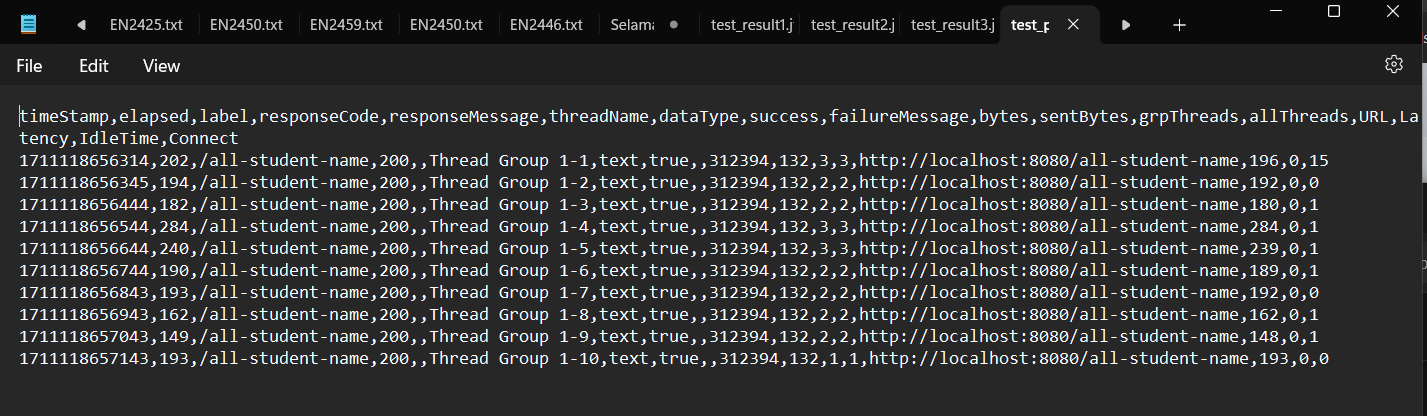 EN2425.txt EN2450.txt EN2459.txt EN2450.txt EN2446.txt Selama test_result1.j test_result2.j test_result3.j test_p
File Edit View
timeStamp,elapsed,label,responseCode,responseMessage,threadName,dataType,success,failureMessage,bytes,sentBytes,grpThreads,allThreads,URL,La
tency,IdleTime,Connect
1711118656314,202,/all-student-name,200,,Thread Group 1-1,text,true,,312394,132,3,3,http://localhost:8080/all-student-name,196,0,15
1711118656345,194,/all-student-name,200,,Thread Group 1-2,text,true,,312394,132,2,2,http://localhost:8080/all-student-name,192,0,0
1711118656444,182,/all-student-name,200,,Thread Group 1-3,text,true,,312394,132,2,2,http://localhost:8080/all-student-name,180,0,1
1711118656544,284,/all-student-name,200,,Thread Group 1-4,text,true,,312394,132,3,3,http://localhost:8080/all-student-name,284,0,1
1711118656644,240,/all-student-name,200,,Thread Group 1-5,text,true,,312394,132,3,3,http://localhost:8080/all-student-name,239,0,1
1711118656744,190,/all-student-name,200,,Thread Group 1-6,text,true,,312394,132,2,2,http://localhost:8080/all-student-name,189,0,1
1711118656843,193,/all-student-name,200,,Thread Group 1-7,text,true,,312394,132,2,2,http://localhost:8080/all-student-name,192,0,0
1711118656943,162,/all-student-name,200,,Thread Group 1-8,text,true,,312394,132,2,2,http://localhost:8080/all-student-name,162,0,1
1711118657043,149,/all-student-name,200,,Thread Group 1-9,text,true,,312394,132,2,2,http://localhost:8080/all-student-name,148,0,1
1711118657143,193,/all-student-name,200,,Thread Group 1-10,text,true,,312394,132,1,1,http://localhost:8080/all-student-name,193,0,0